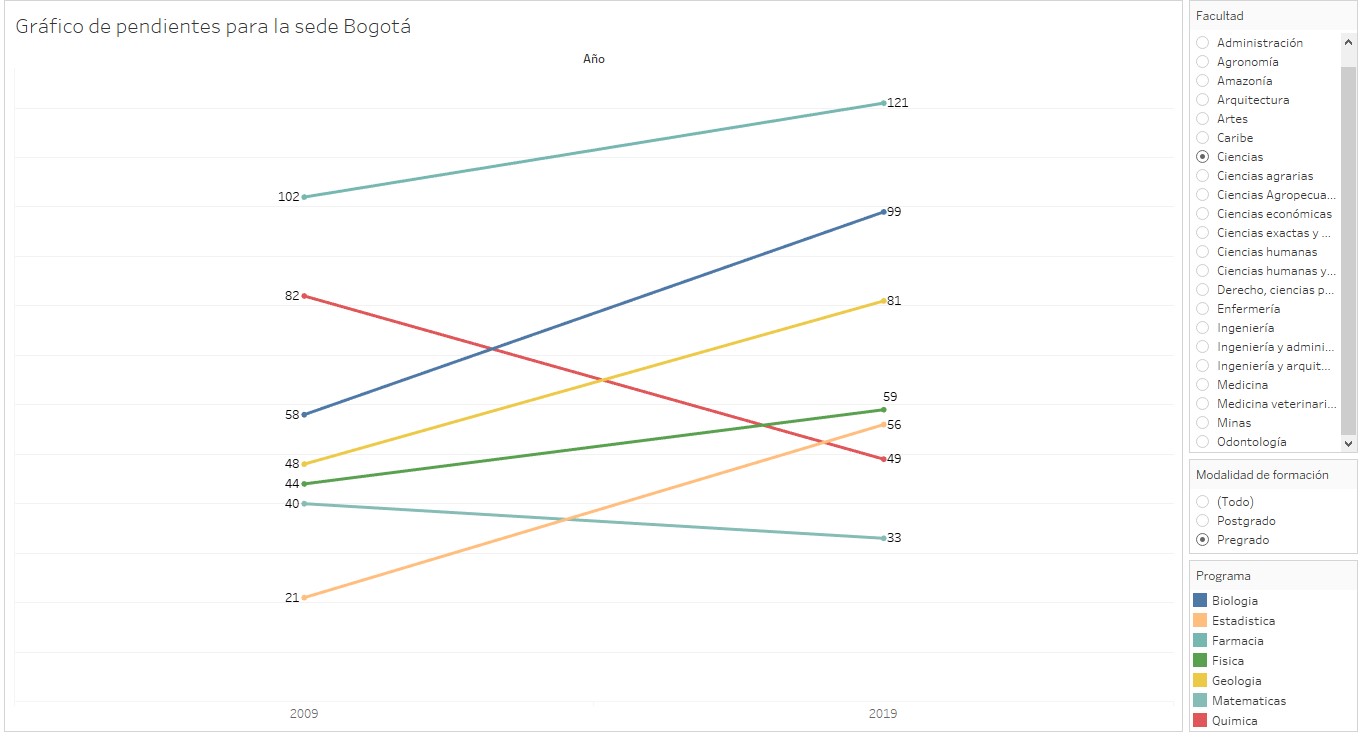 Gráfico de pendientes para la sede Bogotá
Año
121
102
99
82
81
58
59
56
48
49
44
40
33
21
2009
2019
Facultad
Administración
Agronomía
Amazonía
Arquitectura
Artes
Caribe
Ciencias
Ciencias agrarias
Ciencias Agropecua...
Ciencias económicas
Ciencias exactas y ...
Ciencias humanas
Ciencias humanas y...
Derecho, ciencias p...
Enfermería
Ingeniería
Ingeniería y admini...
Ingeniería y arquit...
Medicina
Medicina veterinari...
Minas
Odontología
Modalidad de formación
(Todo)
Postgrado
Pregrado
Programa
Biologia
Estadistica
Farmacia
Fisica
Geologia
Matematicas
Quimica